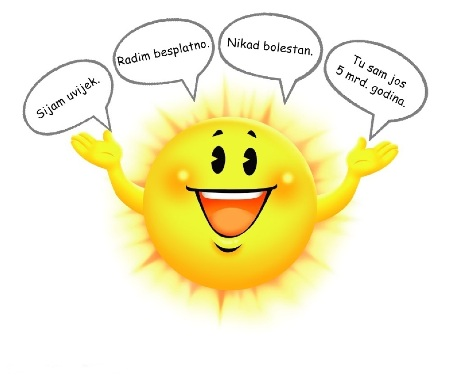 Sijam uvijek.
Radim besplatno.
Nikad bolestan.
Tu sam jos
5 mrd. godina.